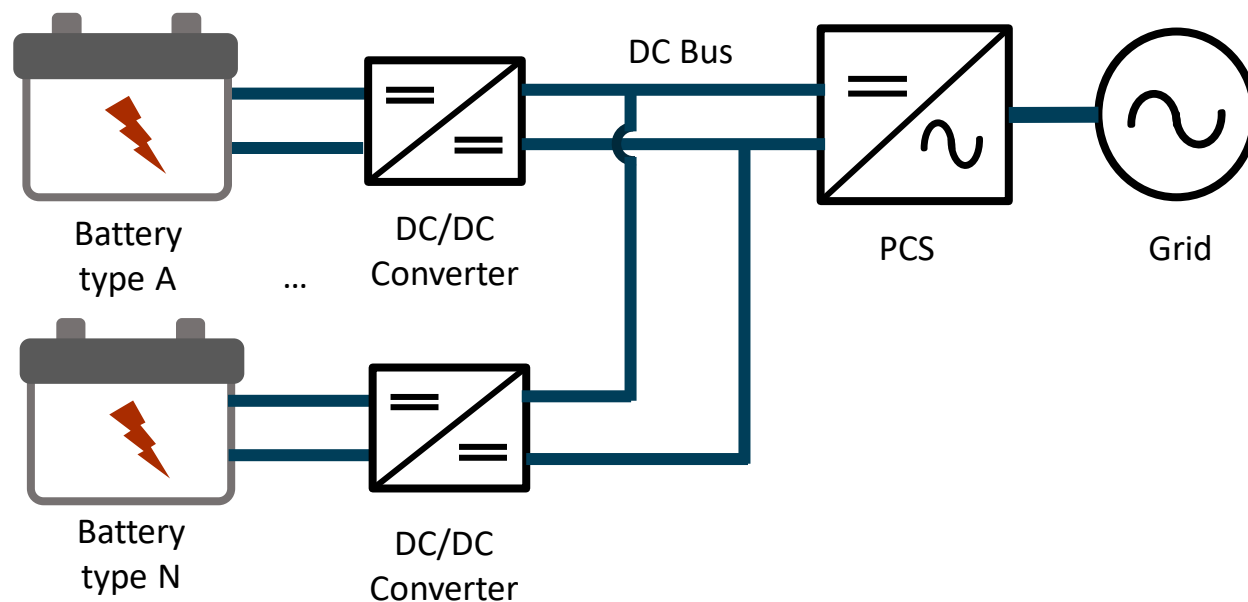 DC Bus
Battery
type A
...
DC/DC
Converter
PCS
Grid
Battery
type N
DC/DC
Converter